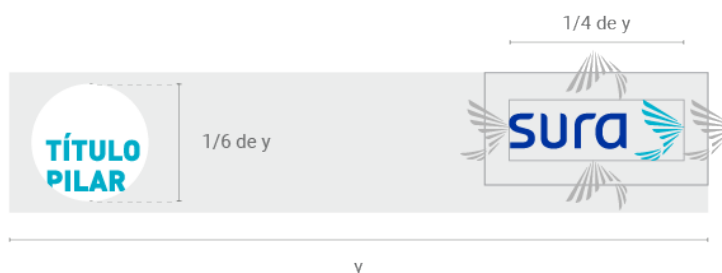 1/4 de y
TÍTULO
PILAR
1/6 de y
sura
y